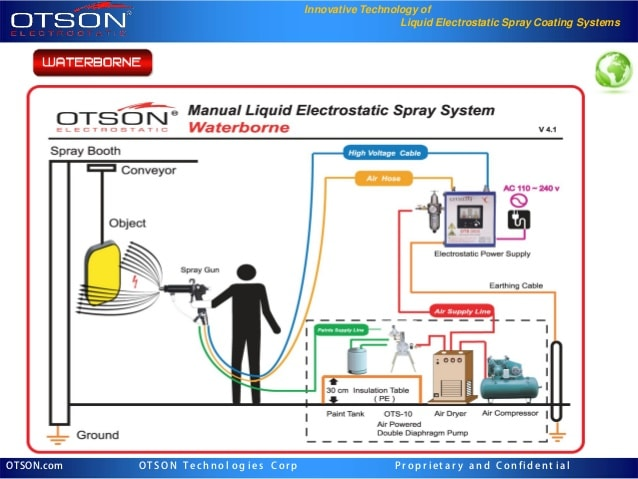 OTSON®
ELECTROSTATIC
Innovative Technology of
Liquid Electrostatic Spray Coating Systems
WATERBORNE
OTSON®
ELECTROSTATIC
Manual Liquid Electrostatic Spray System
Waterborne
V 4.1
Spray Booth
Conveyor
Object
Spray Gun
High Voltage Cable
Air Hose
AC 110 ~ 240 v
OTSON
Electrostatic Power Supply
Earthing Cable
Air Supply Line
Paints Supply Line
30 cm Insulation Table
( PE )
Paint Tank
OTS-10
Air Powered
Double Diaphragm Pump
Air Dryer
Air Compressor
Ground
OTSON.com
OTSON Technologies Corp
Proprietary and Confidential